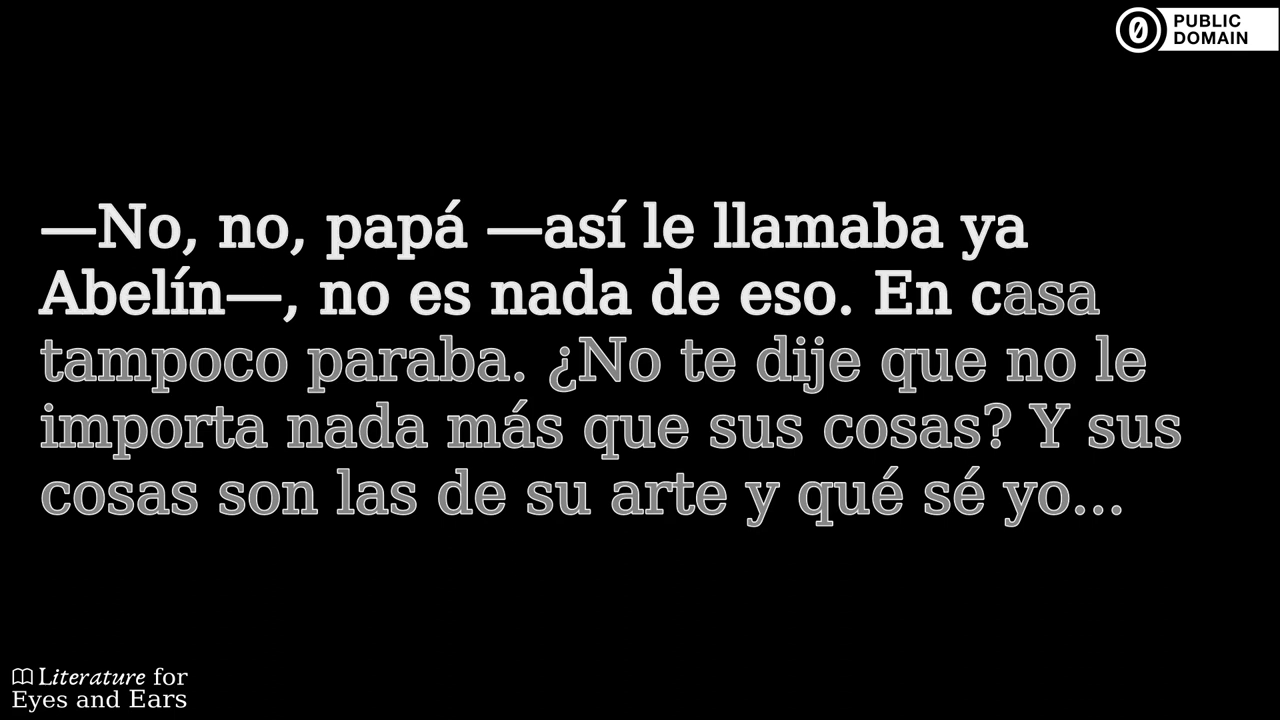 PUBLIC
DOMAIN
—No, no, papá —así le llamaba ya
Abelín—, no es nada de eso. En casa
tampoco paraba. ¿No te dije que no le
importa nada más que sus cosas? Y sus
cosas son las de su arte y qué sé yo...
Literature for
Eyes and Ears